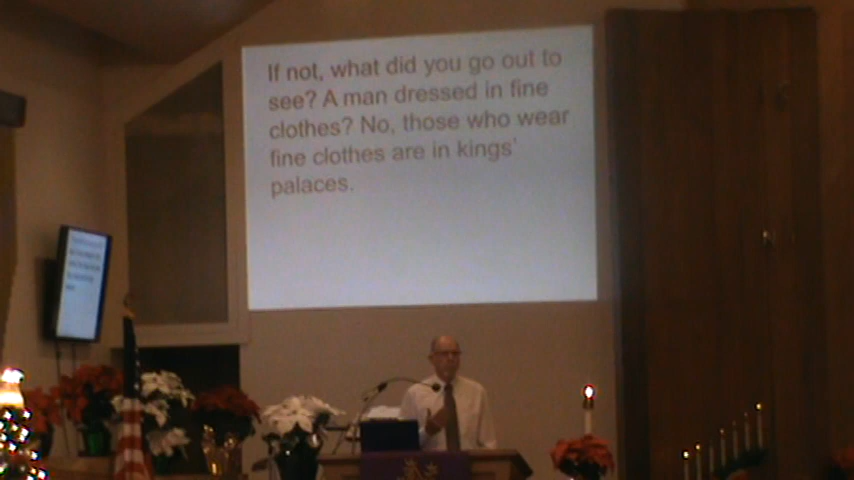 If not, what did you go out to
see? A man dressed in fine
clothes? No, those who wear
fine clothes are in kings'
palaces.